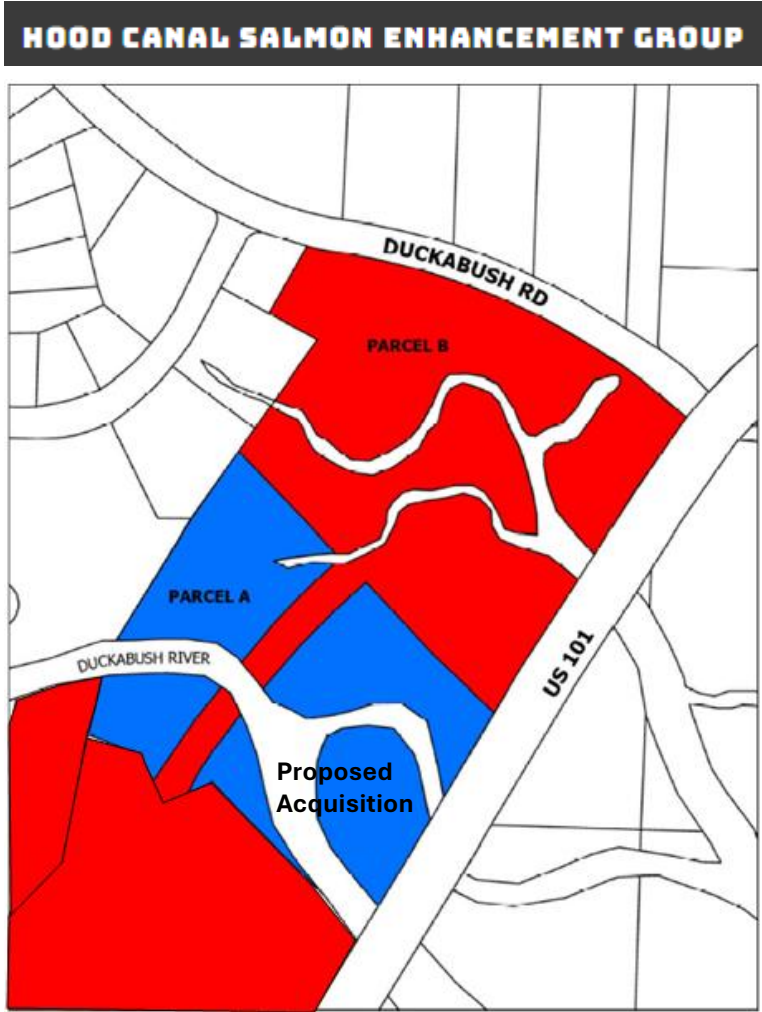 HOOD CANAL SALMON ENHANCEMENT GROUP
DUCKABUSH RD
PARCEL B
PARCEL A
DUCKABUSH RIVER
US 101
Proposed
Acquisition